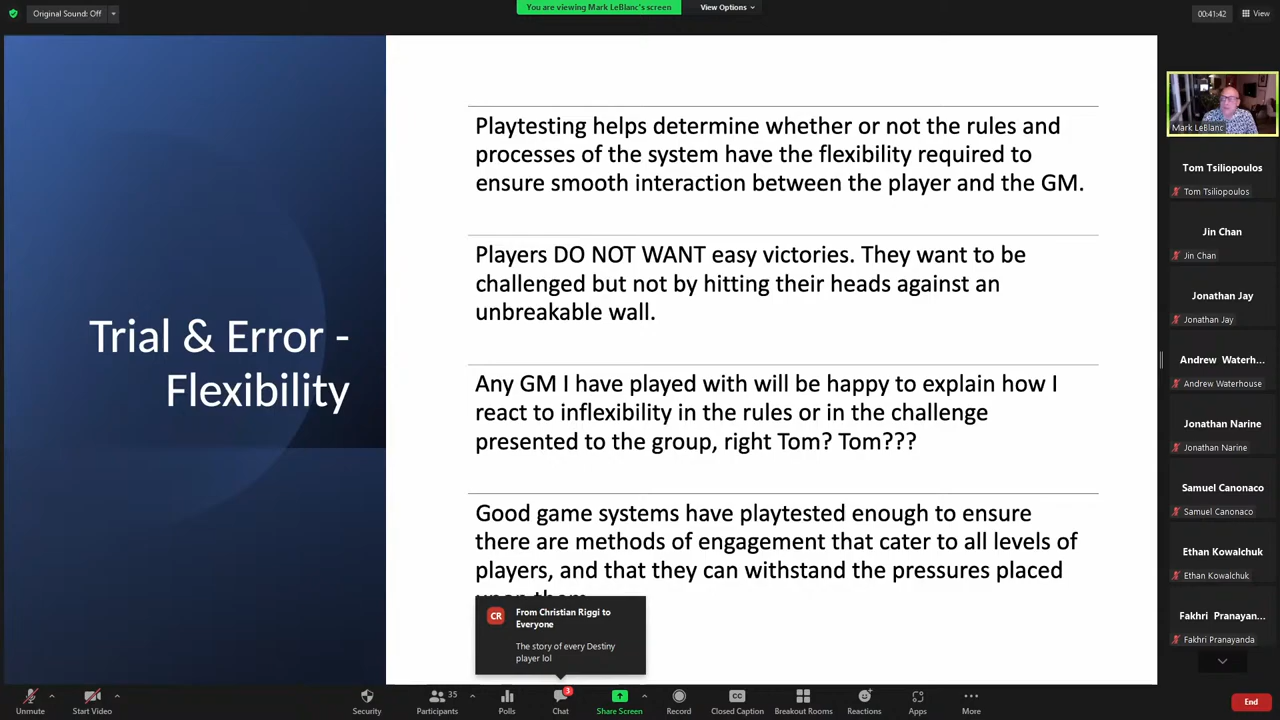 Original Sound: Off
You are viewing Mark LeBlanc's screen
View Options
00:41:42
View
Trial & Error -
Flexibility
Playtesting helps determine whether or not the rules and
processes of the system have the flexibility required to
ensure smooth interaction between the player and the GM.
Players DO NOT WANT easy victories. They want to be
challenged but not by hitting their heads against an
unbreakable wall.
Any GM I have played with will be happy to explain how I
react to inflexibility in the rules or in the challenge
presented to the group, right Tom? Tom???
Good game systems have playtested enough to ensure
there are methods of engagement that cater to all levels of
players, and that they can withstand the pressures placed
upon them
CR
From Christian Riggi to
Everyone
The story of every Destiny
player lol
Mark LeBlanc
Tom Tsiliopoulos
Tom Tsiliopoulos
Jin Chan
Jin Chan
Jonathan Jay
Jonathan Jay
Andrew Waterh...
Andrew Waterhouse
Jonathan Narine
Jonathan Narine
Samuel Canonaco
Samuel Canonaco
Ethan Kowalchuk
Ethan Kowalchuk
Fakhri Pranayan...
Fakhri Pranayanda
Unmute
Start Video
Security
Participants
35
Polls
Chat
3
Share Screen
Record
Closed Caption
Breakout Rooms
Reactions
Apps
More
End